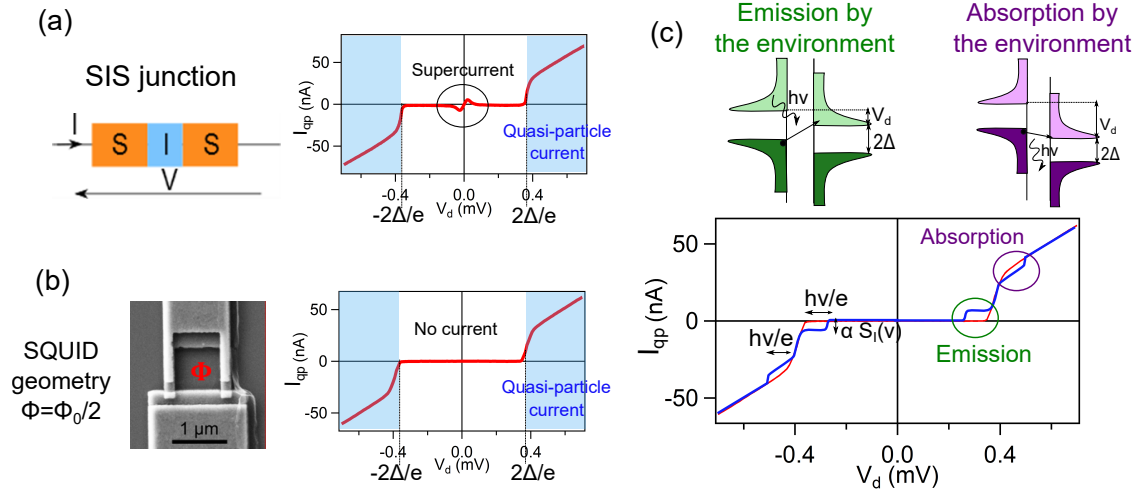 (a)
SIS junction
I
S
I
S
V
I_qp (nA)
50
0
-50
Supercurrent
Quasi-particle
current
-0.4
0.0
0.4
V_d (mV)
-2Δ/e
2Δ/e
(b)
SQUID
geometry
Φ=Φ₀/2
Φ
1 µm
I_qp (nA)
50
0
-50
No current
Quasi-particle
current
-0.4
0.0
0.4
V_d (mV)
-2Δ/e
2Δ/e
(c)
Emission by
the environment
hν
V_d
2Δ
Absorption by
the environment
V_d
2Δ
hν
I_qp (nA)
50
0
-50
Absorption
hν/e
hν/e
α S_I(ν)
Emission
-0.4
0.0
0.4
V_d (mV)